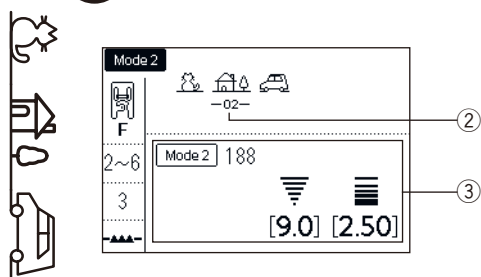 Mode 2
—02—
②
F
2~6
3
Mode 2 188
③
[9.0] [2.50]